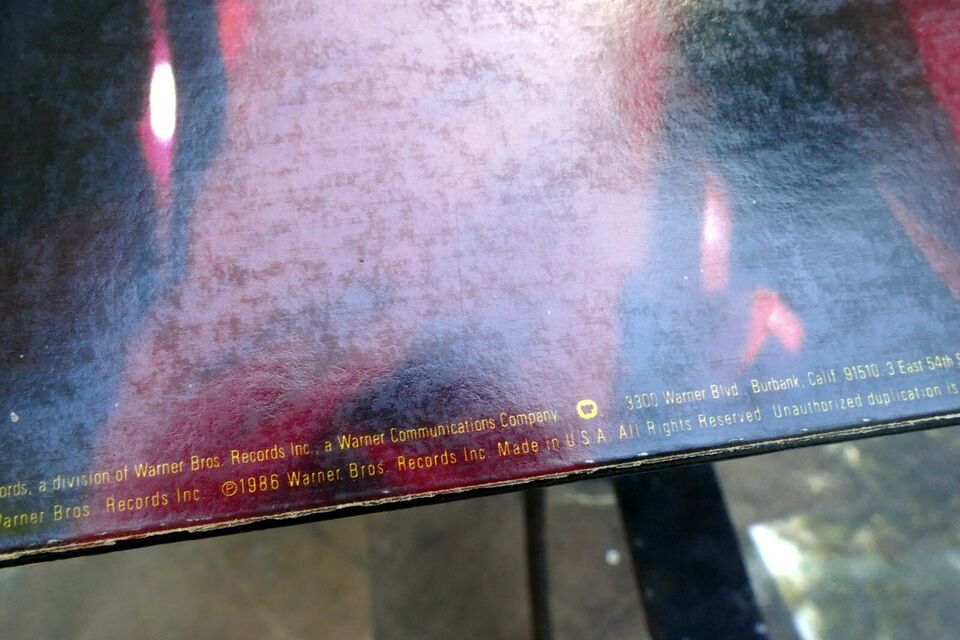 ords, a division of Warner Bros. Records Inc., a Warner Communications Company 3300 Warner Blvd., Burbank, Calif. 91510. 3 East 54th S
Warner Bros. Records Inc. ℗1986 Warner Bros. Records Inc. Made in U.S.A. All Rights Reserved. Unauthorized duplication is